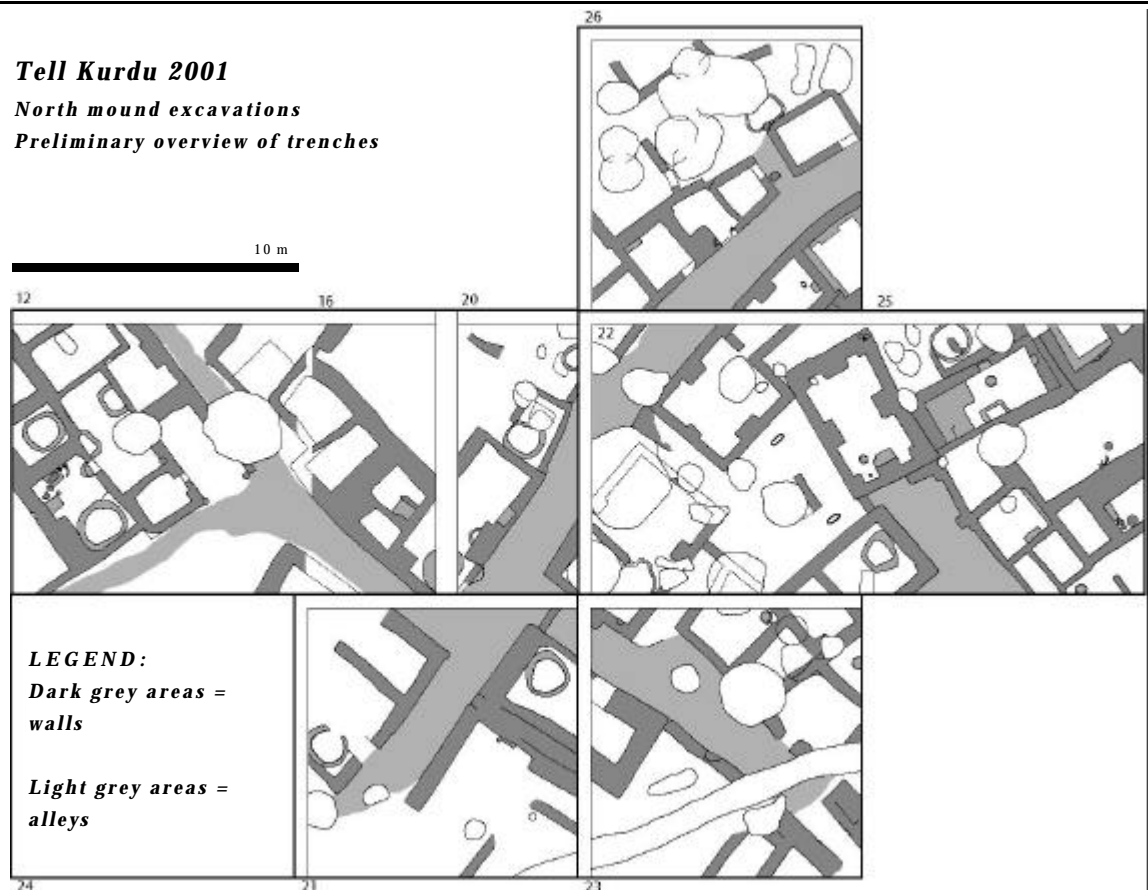 Tell Kurdu 2001
North mound excavations
Preliminary overview of trenches
26
10 m
12
16
20
25
22
LEGEND:
Dark grey areas =
walls
Light grey areas =
alleys
24
21
23